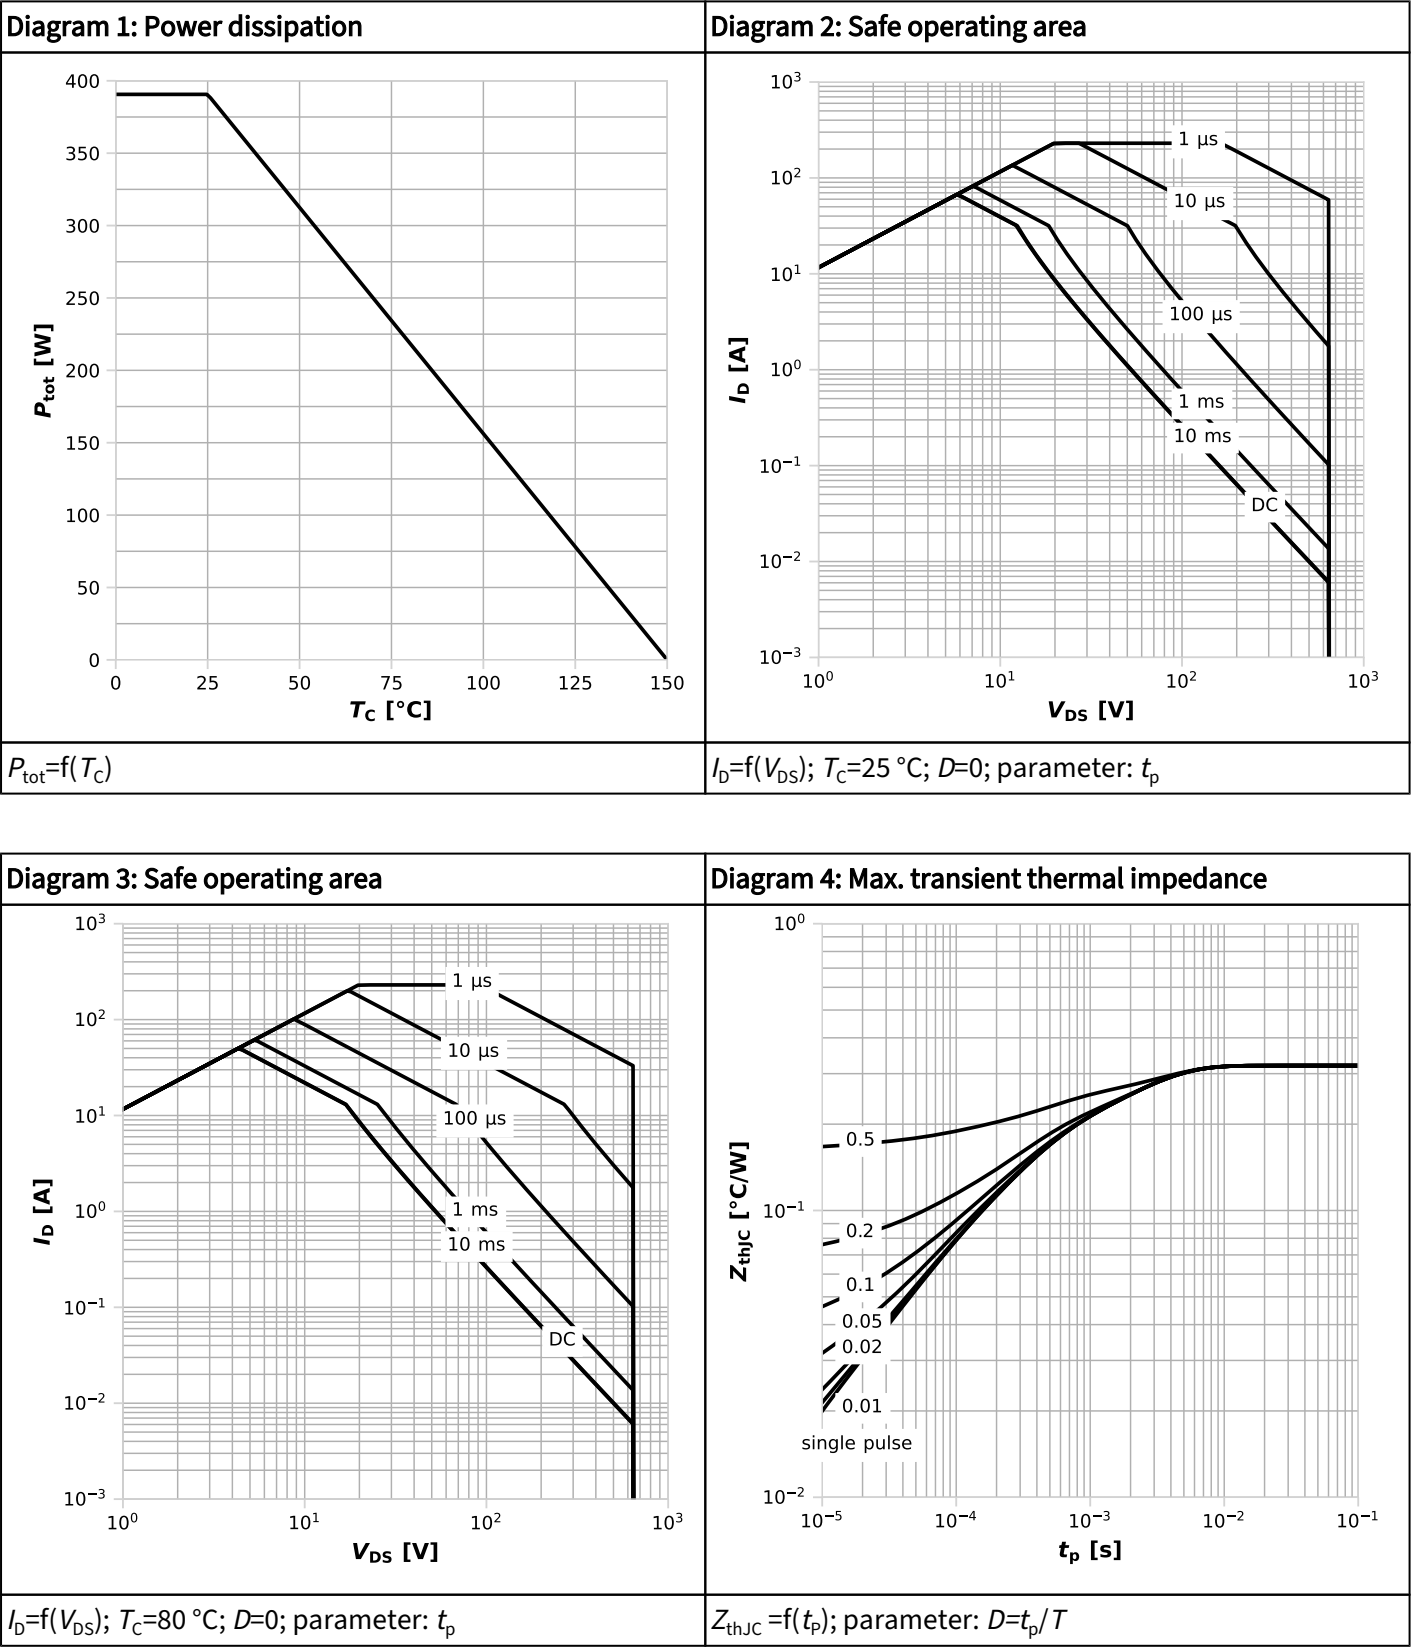 Diagram 1: Power dissipation
400
350
300
250
200
150
100
50
0
0 25 50 75 100 125 150
Ptot [W]
TC [°C]
Ptot=f(TC)
Diagram 2: Safe operating area
10³
10²
10¹
10⁰
10⁻¹
10⁻²
10⁻³
10⁰ 10¹ 10² 10³
1 µs
10 µs
100 µs
1 ms
10 ms
DC
ID [A]
VDS [V]
ID=f(VDS); TC=25 °C; D=0; parameter: tp
Diagram 3: Safe operating area
10³
10²
10¹
10⁰
10⁻¹
10⁻²
10⁻³
10⁰ 10¹ 10² 10³
1 µs
10 µs
100 µs
1 ms
10 ms
DC
ID [A]
VDS [V]
ID=f(VDS); TC=80 °C; D=0; parameter: tp
Diagram 4: Max. transient thermal impedance
10⁰
10⁻¹
10⁻²
10⁻⁵ 10⁻⁴ 10⁻³ 10⁻² 10⁻¹
0.5
0.2
0.1
0.05
0.02
0.01
single pulse
ZthJC [°C/W]
tp [s]
ZthJC =f(tP); parameter: D=tp/T